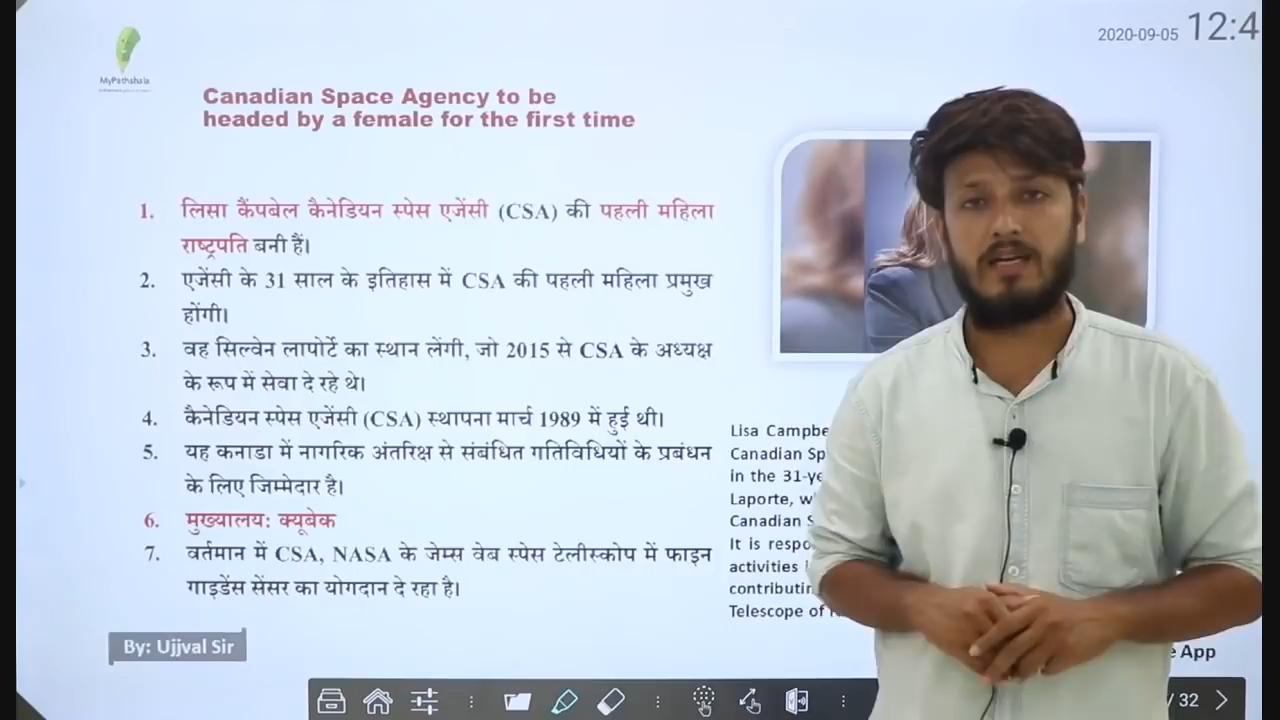 2020-09-05 12:4
MyPathshala
Canadian Space Agency to be
headed by a female for the first time
1. लिसा कैंपबेल कैनेडियन स्पेस एजेंसी (CSA) की पहली महिला
राष्ट्रपति बनी हैं।
2. एजेंसी के 31 साल के इतिहास में CSA की पहली महिला प्रमुख
होंगी।
3. वह सिल्वेन लापोर्टे का स्थान लेंगी, जो 2015 से CSA के अध्यक्ष
के रूप में सेवा दे रहे थे।
4. कैनेडियन स्पेस एजेंसी (CSA) स्थापना मार्च 1989 में हुई थी।
5. यह कनाडा में नागरिक अंतरिक्ष से संबंधित गतिविधियों के प्रबंधन
के लिए जिम्मेदार है।
6. मुख्यालय: क्यूबेक
7. वर्तमान में CSA, NASA के जेम्स वेब स्पेस टेलीस्कोप में फाइन
गाइडेंस सेंसर का योगदान दे रहा है।
Lisa Campbe
Canadian Sp
in the 31-ye
Laporte, w
Canadian S
It is respo
activities
contributin
Telescope of
By: Ujjval Sir
App
/ 32